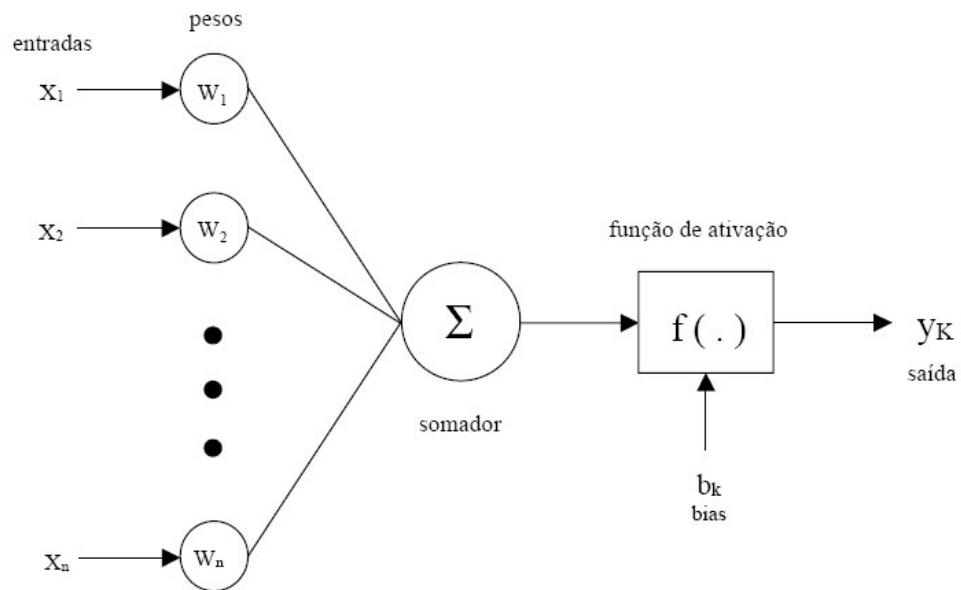 pesos
entradas
X1
W1
X2
W2
função de ativação
Σ
f ( . )
yK
saída
somador
bk
bias
Xn
Wn